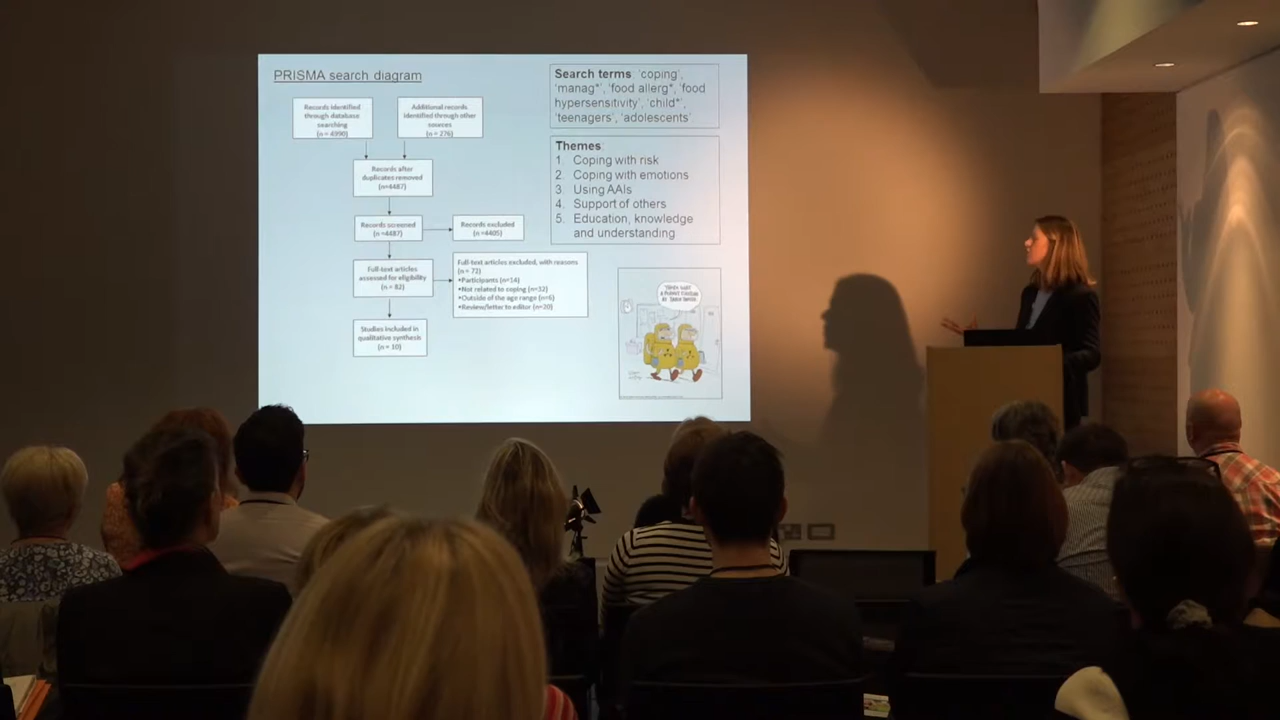 PRISMA search diagram
Records identified
through database
searching
(n = 4990)
Additional records
identified through other
sources
(n = 276)
Records after
duplicates removed
(n=4487)
Records screened
(n =4487)
Records excluded
(n =4405)
Full-text articles
assessed for eligibility
(n = 82)
Full-text articles excluded, with reasons
(n = 72)
•Participants (n=14)
•Not related to coping (n=32)
•Outside of the age range (n=6)
•Review/letter to editor (n=20)
Studies included in
qualitative synthesis
(n = 10)
Search terms: 'coping',
'manag*', 'food allerg*, 'food
hypersensitivity', 'child*',
'teenagers', 'adolescents'
Themes:
1. Coping with risk
2. Coping with emotions
3. Using AAIs
4. Support of others
5. Education, knowledge
and understanding